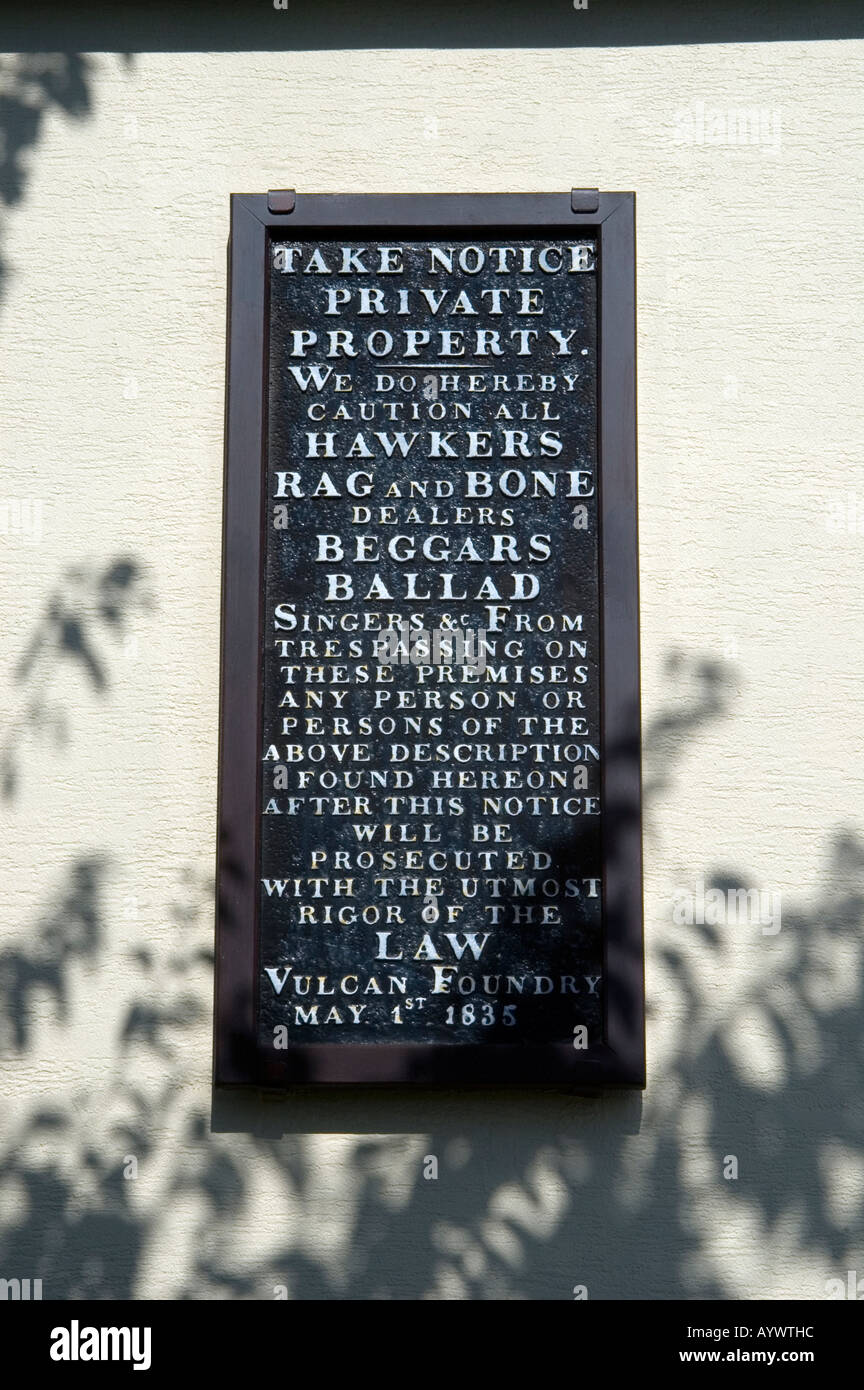 TAKE NOTICE
PRIVATE
PROPERTY.
WE DO HEREBY
CAUTION ALL
HAWKERS
RAG AND BONE
DEALERS
BEGGARS
BALLAD
SINGERS &c FROM
TRESPASSING ON
THESE PREMISES
ANY PERSON OR
PERSONS OF THE
ABOVE DESCRIPTION
FOUND HEREON
AFTER THIS NOTICE
WILL BE
PROSECUTED
WITH THE UTMOST
RIGOR OF THE
LAW
VULCAN FOUNDRY
MAY. 1ST 1835
alamy
Image ID: AYWTHC
www.alamy.com